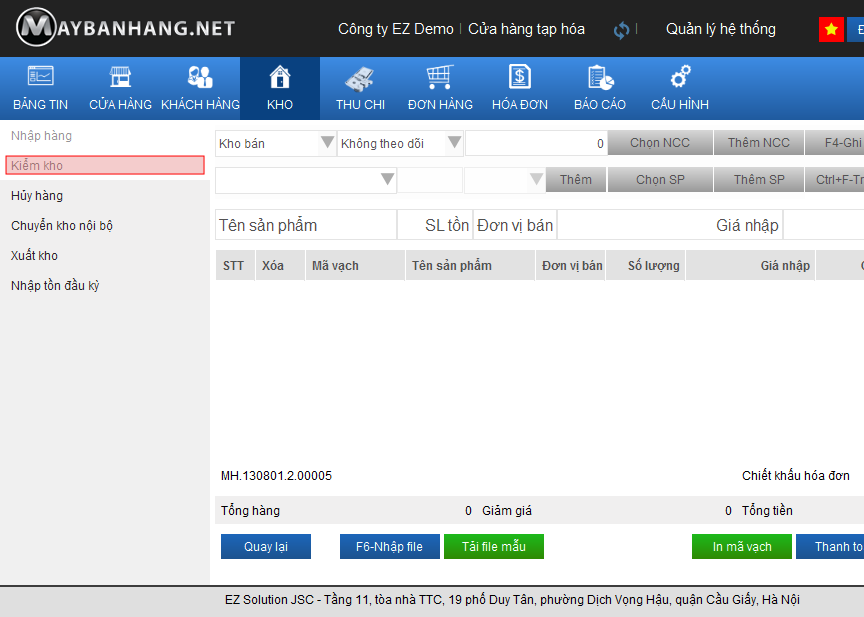 MAYBANHANG.NET Công ty EZ Demo Cửa hàng tạp hóa Quản lý hệ thống
BẢNG TIN CỬA HÀNG KHÁCH HÀNG KHO THU CHI ĐƠN HÀNG HÓA ĐƠN BÁO CÁO CẤU HÌNH
Nhập hàng
Kiểm kho
Hủy hàng
Chuyển kho nội bộ
Xuất kho
Nhập tồn đầu kỳ
Kho bán Không theo dõi 0 Chọn NCC Thêm NCC F4-Ghi
Thêm Chọn SP Thêm SP Ctrl+F-Tr
Tên sản phẩm SL tồn Đơn vị bán Giá nhập
STT Xóa Mã vạch Tên sản phẩm Đơn vị bán Số lượng Giá nhập
MH.130801.2.00005 Chiết khấu hóa đơn
Tổng hàng 0 Giảm giá 0 Tổng tiền
Quay lại F6-Nhập file Tải file mẫu In mã vạch Thanh to
EZ Solution JSC - Tầng 11, tòa nhà TTC, 19 phố Duy Tân, phường Dịch Vọng Hậu, quận Cầu Giấy, Hà Nội